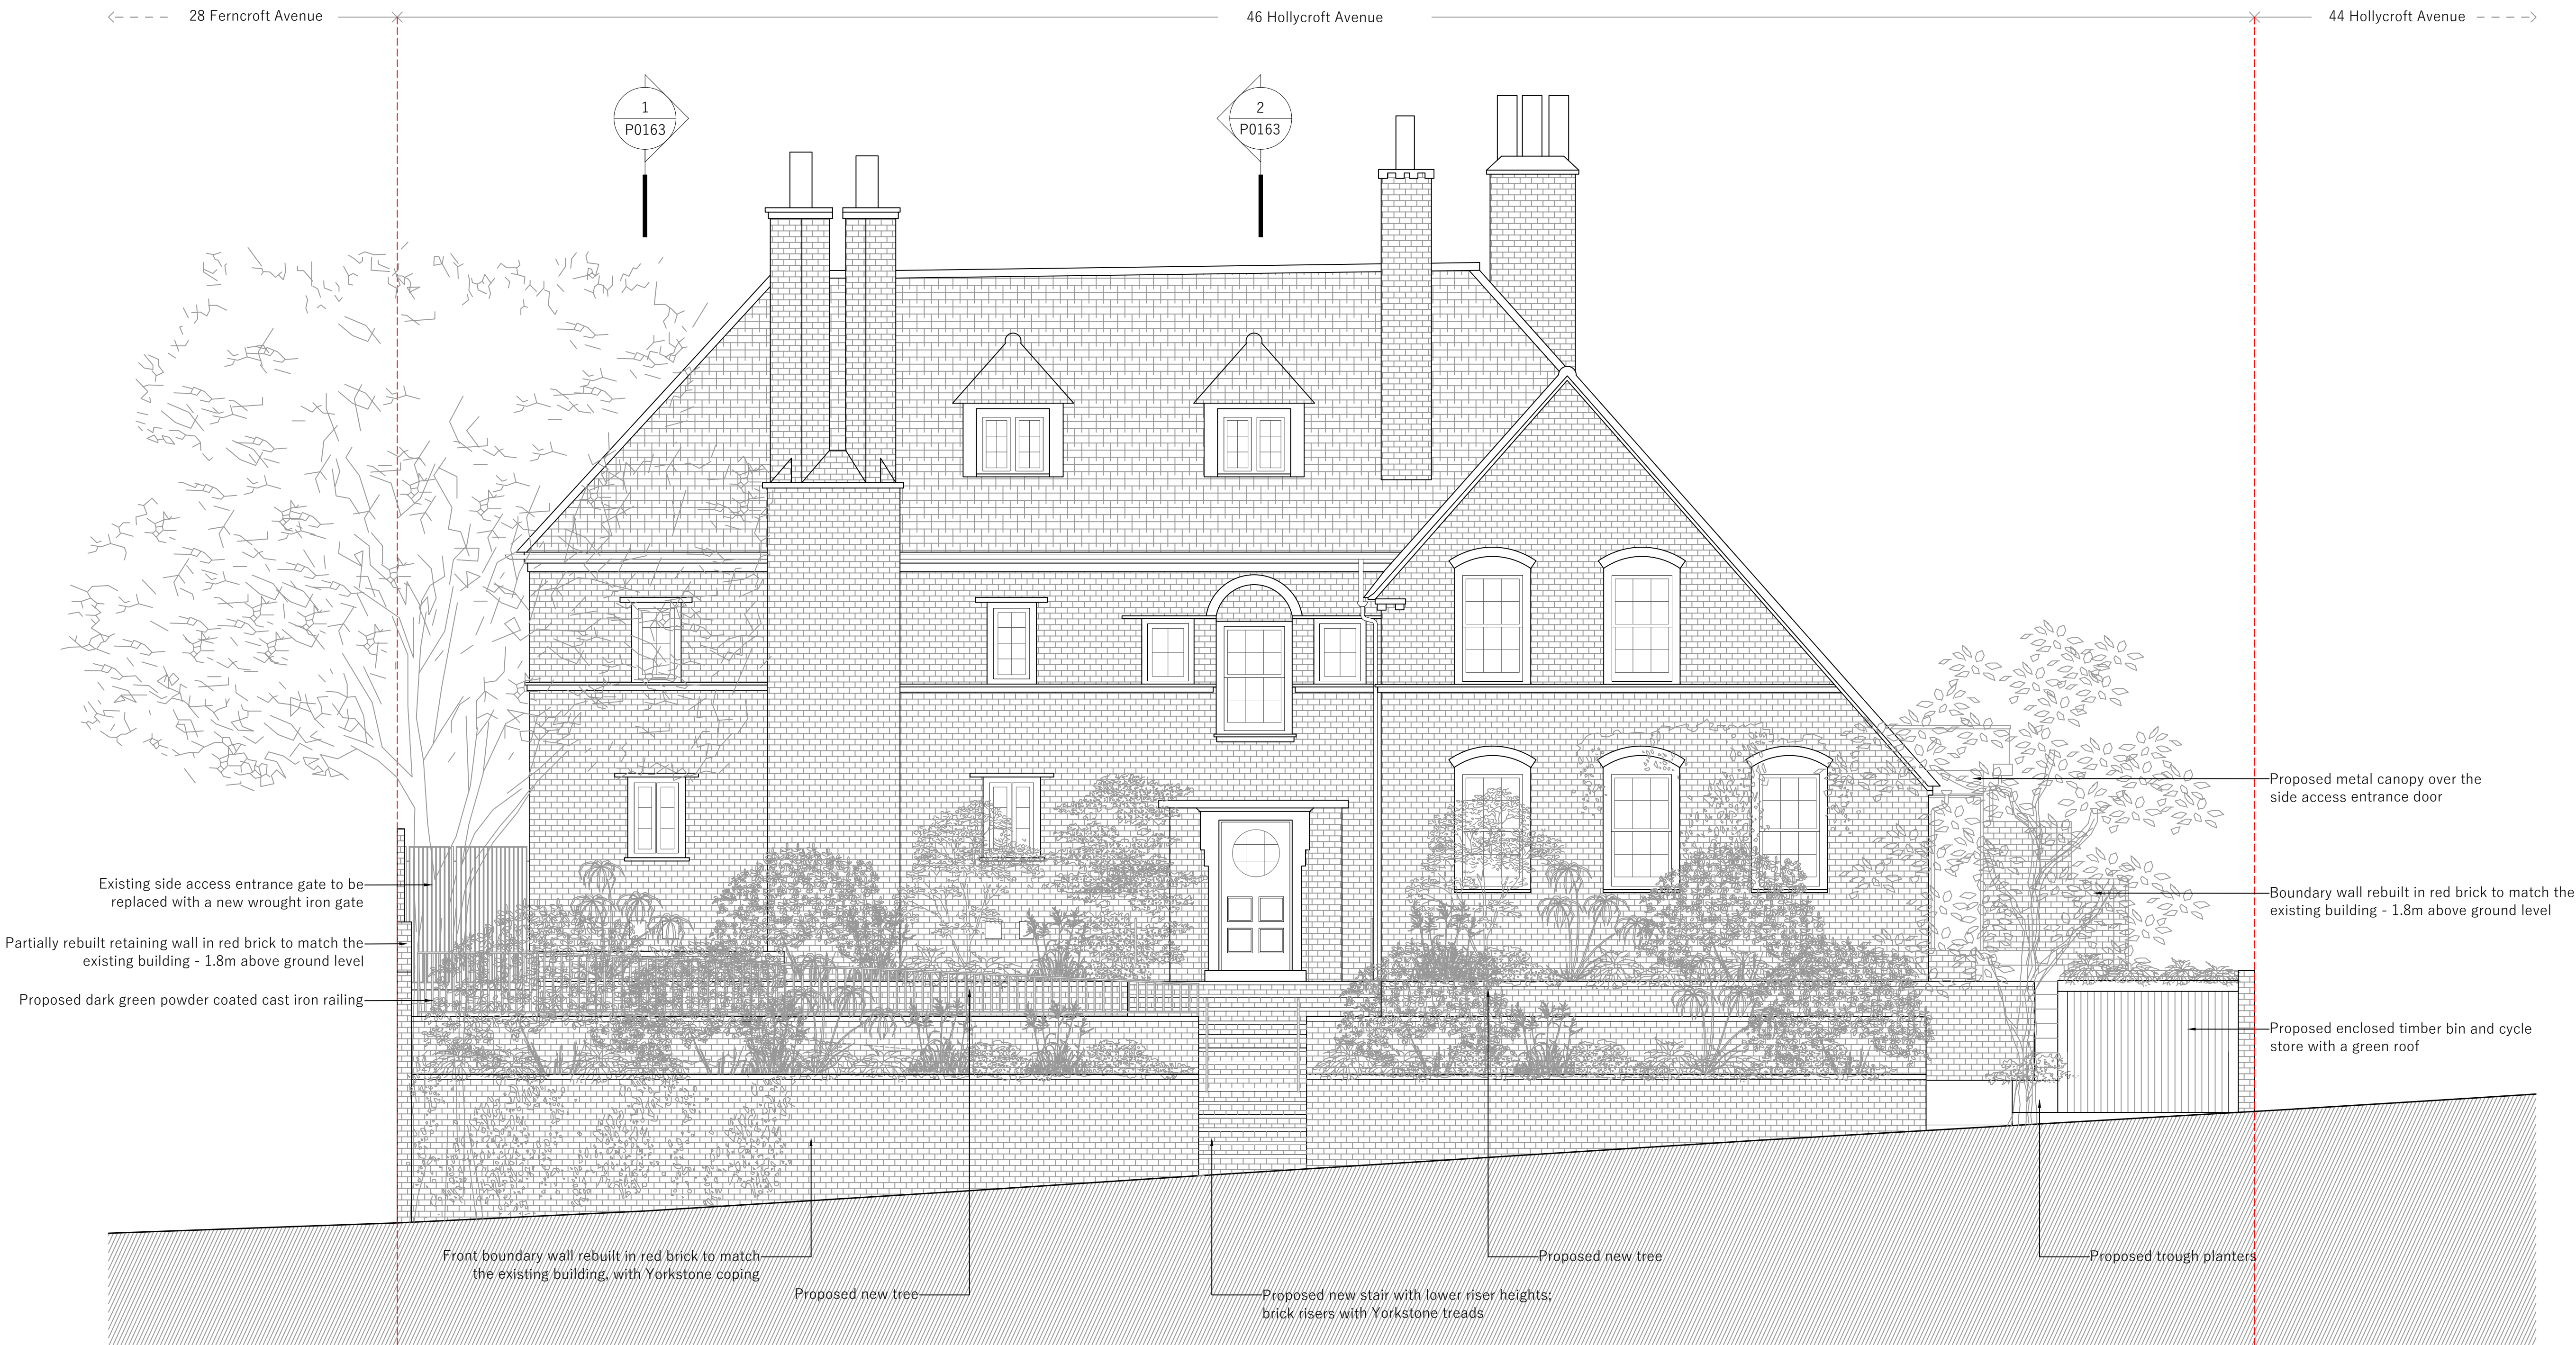 28 Ferncroft Avenue
46 Hollycroft Avenue
44 Hollycroft Avenue
1
P0163
2
P0163
Proposed metal canopy over the
side access entrance door
Existing side access entrance gate to be
replaced with a new wrought iron gate
Boundary wall rebuilt in red brick to match the
existing building - 1.8m above ground level
Partially rebuilt retaining wall in red brick to match the
existing building - 1.8m above ground level
Proposed dark green powder coated cast iron railing
Proposed enclosed timber bin and cycle
store with a green roof
Front boundary wall rebuilt in red brick to match
the existing building, with Yorkstone coping
Proposed new tree
Proposed trough planters
Proposed new tree
Proposed new stair with lower riser heights;
brick risers with Yorkstone treads